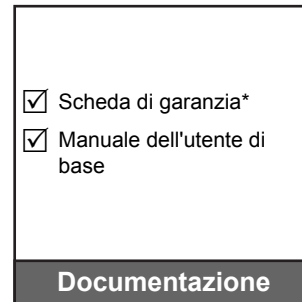 Scheda di garanzia*
Manuale dell'utente di
base
Documentazione